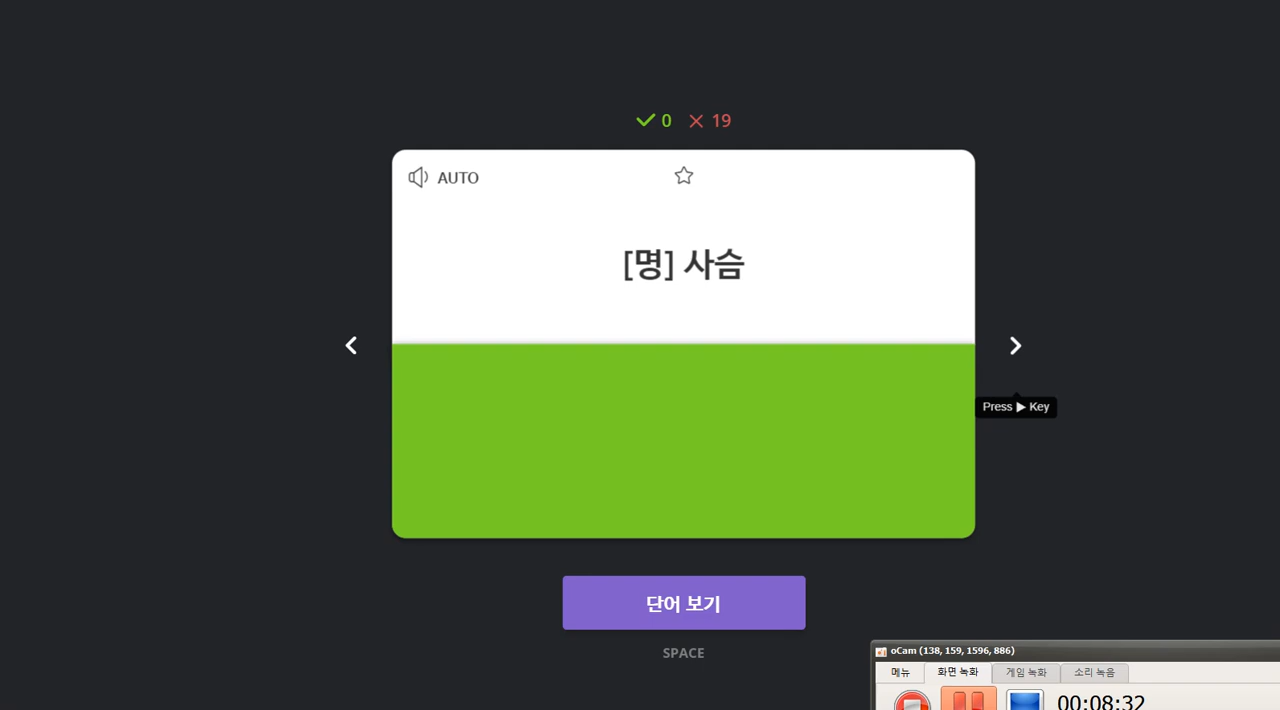 0 19
AUTO
[명] 사슴
Press ▶ Key
단어 보기
SPACE
oCam (138, 159, 1596, 886)
메뉴 화면 녹화 게임 녹화 소리 녹음
00:08:32